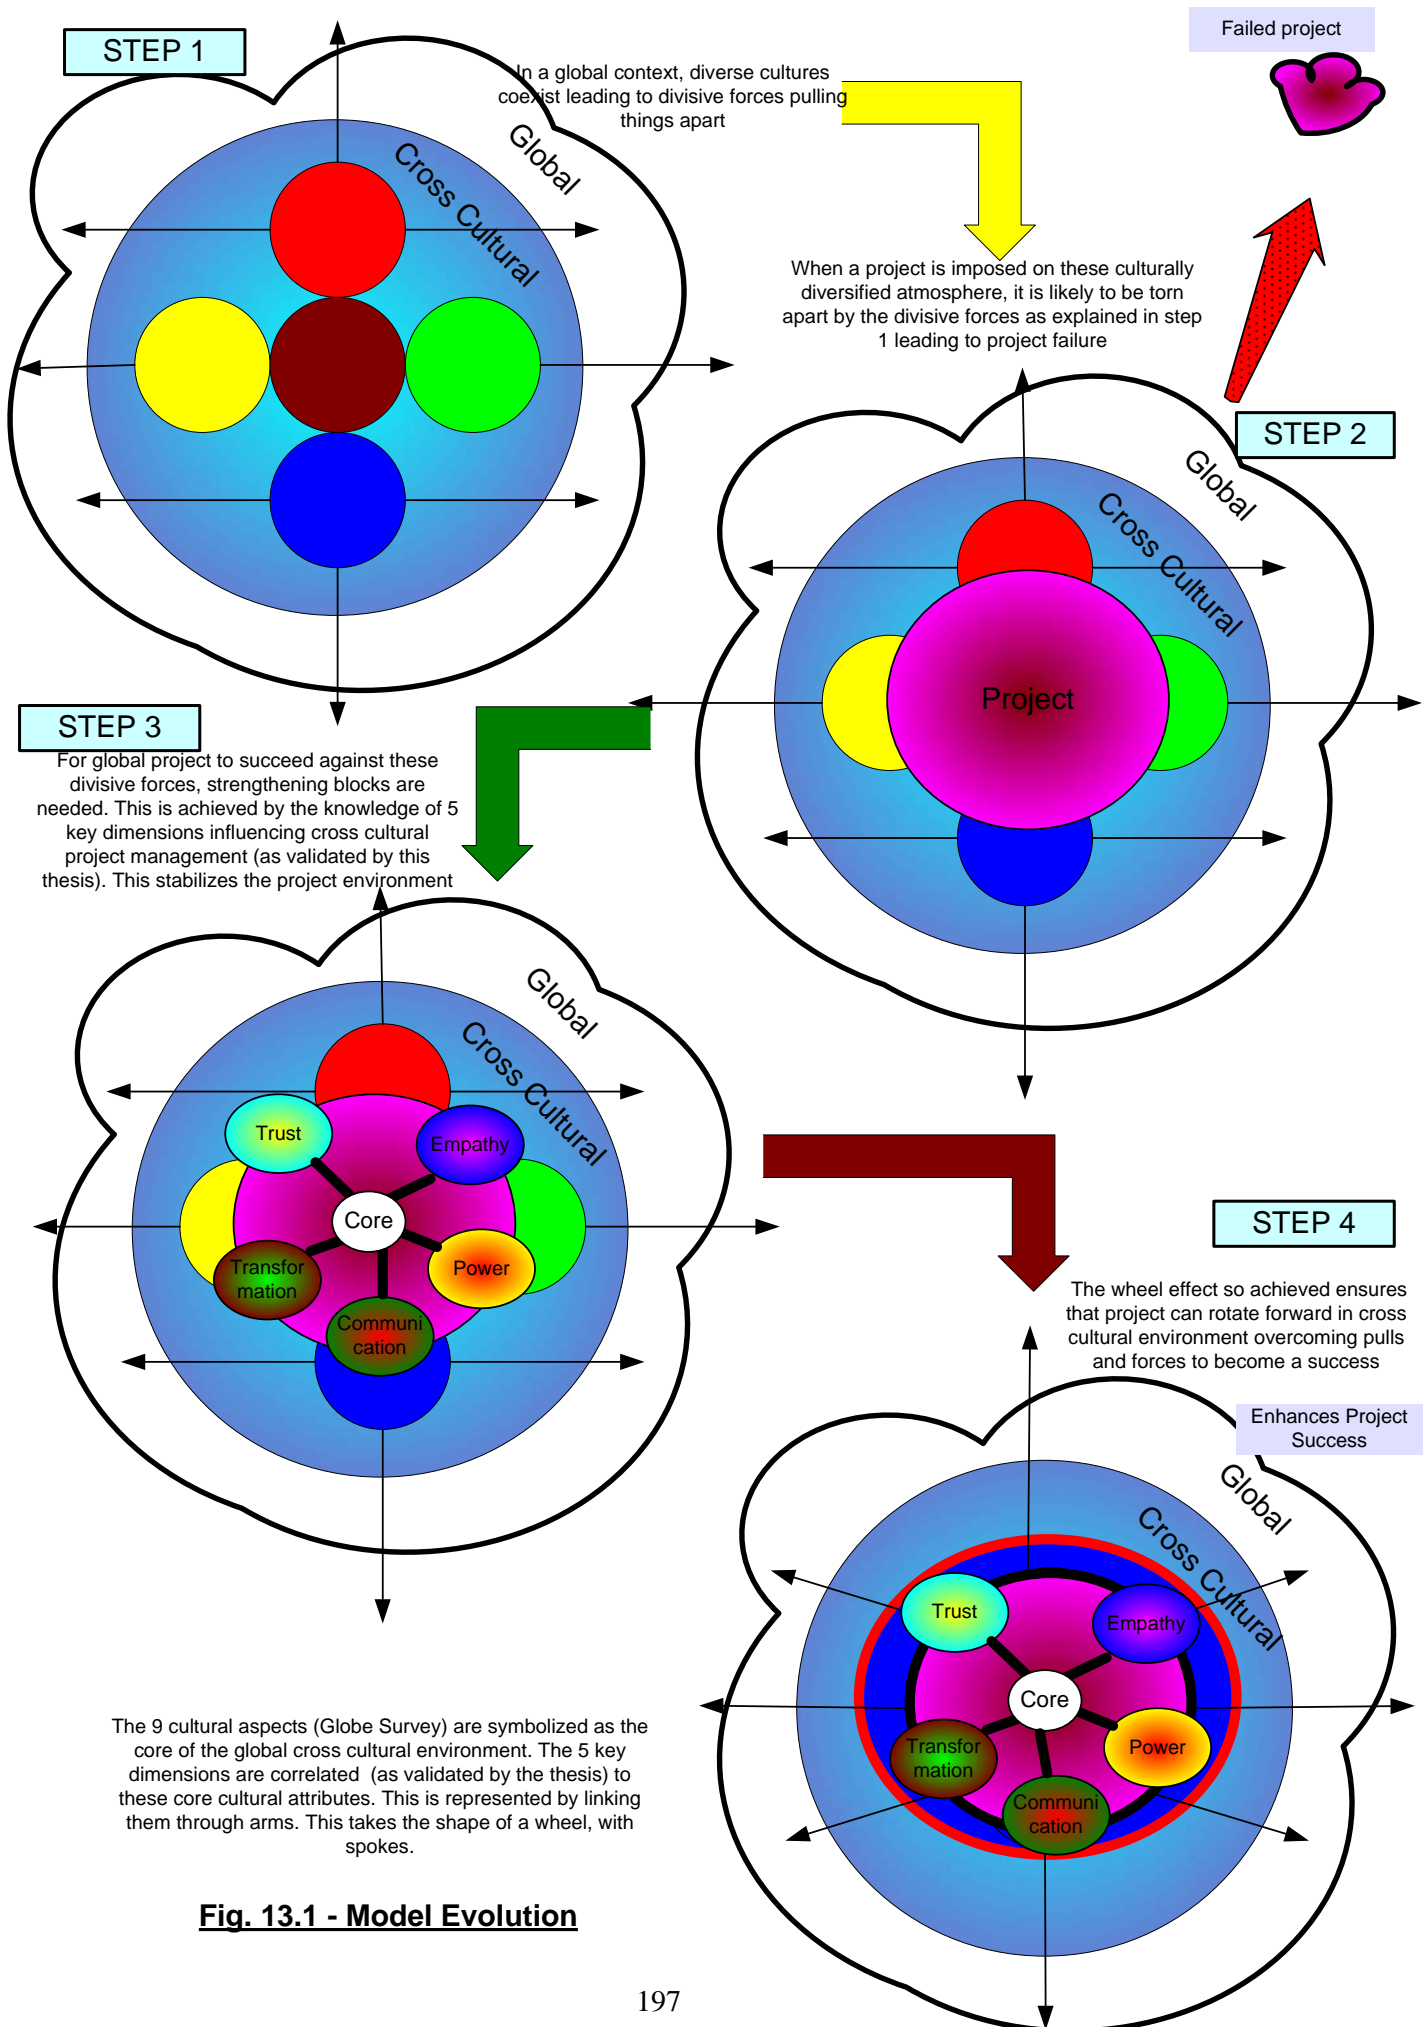 STEP 1
In a global context, diverse cultures
coexist leading to divisive forces pulling
things apart
Global
Cross Cultural
Failed project
When a project is imposed on these culturally
diversified atmosphere, it is likely to be torn
apart by the divisive forces as explained in step
1 leading to project failure
STEP 2
Global
Cross Cultural
Project
STEP 3
For global project to succeed against these
divisive forces, strengthening blocks are
needed. This is achieved by the knowledge of 5
key dimensions influencing cross cultural
project management (as validated by this
thesis). This stabilizes the project environment
Global
Cross Cultural
Trust
Empathy
Core
Transfor
mation
Power
Communi
cation
STEP 4
The wheel effect so achieved ensures
that project can rotate forward in cross
cultural environment overcoming pulls
and forces to become a success
Enhances Project
Success
Global
Cross Cultural
Trust
Empathy
Core
Transfor
mation
Power
Communi
cation
The 9 cultural aspects (Globe Survey) are symbolized as the
core of the global cross cultural environment. The 5 key
dimensions are correlated (as validated by the thesis) to
these core cultural attributes. This is represented by linking
them through arms. This takes the shape of a wheel, with
spokes.
Fig. 13.1 - Model Evolution
197